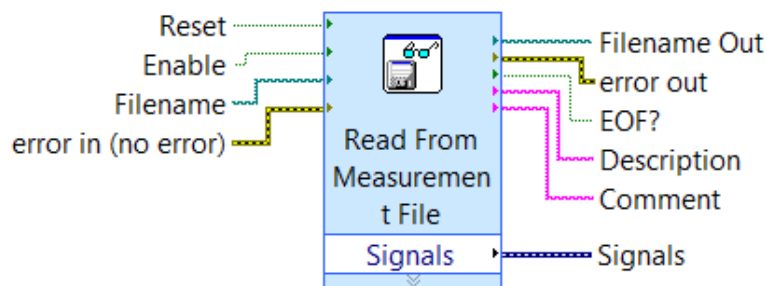 Reset
Enable
Filename
error in (no error)
Read From
Measuremen
t File
Signals
Filename Out
error out
EOF?
Description
Comment
Signals